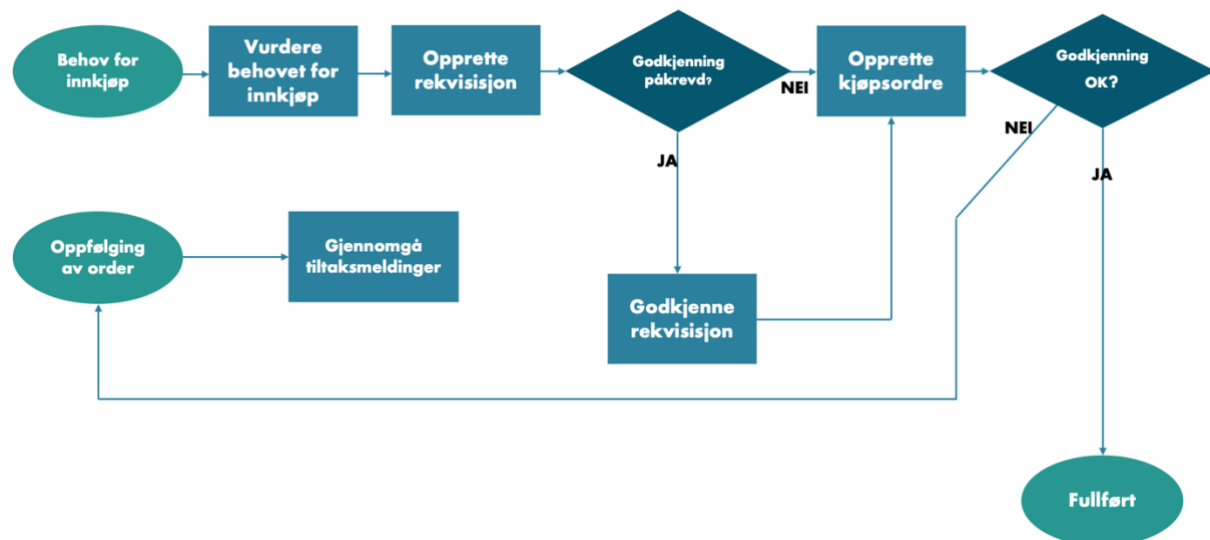 Behov for
innkjøp
Vurdere
behovet for
innkjøp
Opprette
rekvisisjon
Godkjenning
påkrevd?
NEI
Opprette
kjøpsordre
Godkjenning
OK?
NEI
JA
JA
Oppfølging
av order
Gjennomgå
tiltaksmeldinger
Godkjenne
rekvisisjon
Fullført